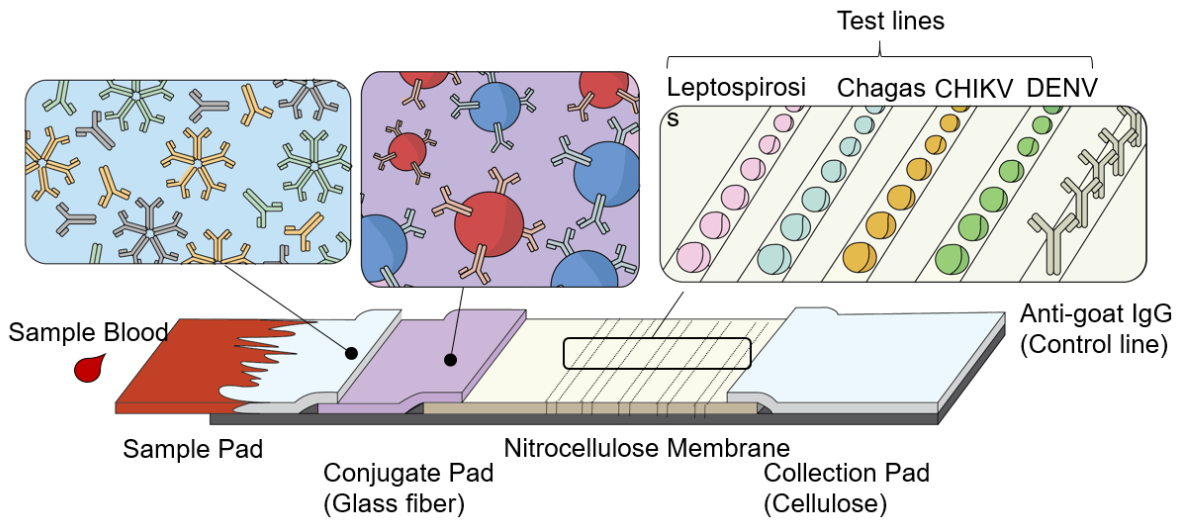 Test lines
Leptospirosi
s
Chagas
CHIKV
DENV
Sample Blood
Anti-goat IgG
(Control line)
Sample Pad
Conjugate Pad
(Glass fiber)
Nitrocellulose Membrane
Collection Pad
(Cellulose)